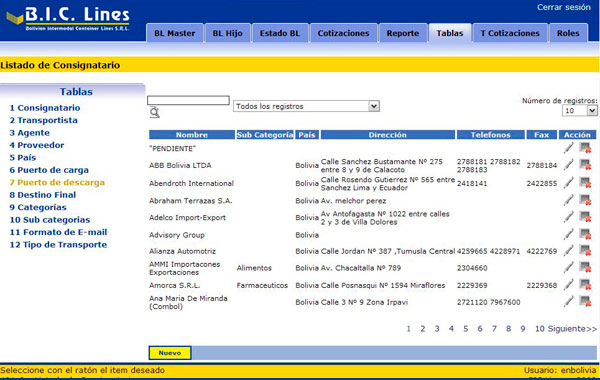 B.I.C. Lines
Bolivian Intermodal Container Lines S.R.L.
Cerrar sesión
BL Master BL Hijo Estado BL Cotizaciones Reporte Tablas T Cotizaciones Roles
Listado de Consignatario
Tablas
1 Consignatario
2 Transportista
3 Agente
4 Proveedor
5 País
6 Puerto de carga
7 Puerto de descarga
8 Destino Final
9 Categorías
10 Sub categorias
11 Formato de E-mail
12 Tipo de Transporte
Todos los registros
Número de registros:
10
Nombre Sub Categoría País Dirección Telefonos Fax Acción
"PENDIENTE"
ABB Bolivia LTDA Bolivia Calle Sanchez Bustamante Nº 275 entre 8 y 9 de Calacoto 2788181 2788182 2788183 2788184
Abendroth International Bolivia Calle Rosendo Gutierrez Nº 565 entre Sanchez Lima y Ecuador 2418141 2422855
Abraham Terrazas S.A. Bolivia Av. melchor perez
Adelco Import-Export Bolivia Av Antofagasta Nº 1022 entre calles 2 y 3 de Villa Dolores
Advisory Group Bolivia
Alianza Automotriz Bolivia Calle Jordan Nº 387 ,Tumusla Central 4259665 4228971 4222769
AMMI Importacones Exportaciones Alimentos Bolivia Av. Chacaltalla Nº 789 2304660
Amorca S.R.L. Farmaceuticos Bolivia Calle Posnasqui Nº 1594 Miraflores 2229369 2229368
Ana Maria De Miranda (Combol) Bolivia Calle 3 Nº 9 Zona Irpavi 2721120 7967600
1 2 3 4 5 6 7 8 9 10 Siguiente>>
Nuevo
Seleccione con el ratón el item deseado
Usuario: enbolivia